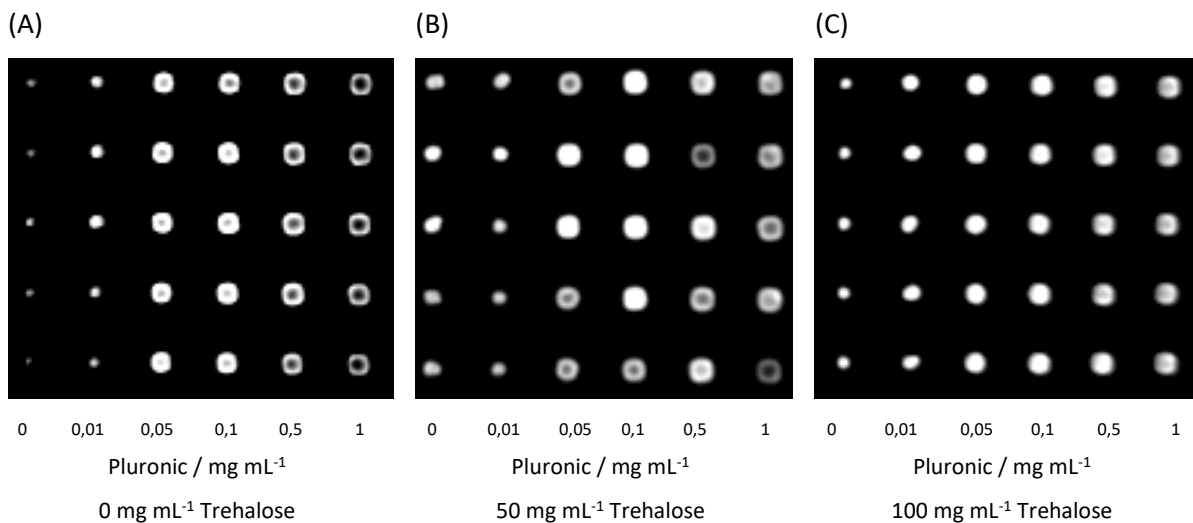 (A)
(B)
(C)
0 0,01 0,05 0,1 0,5 1
0 0,01 0,05 0,1 0,5 1
0 0,01 0,05 0,1 0,5 1
Pluronic / mg mL⁻¹
Pluronic / mg mL⁻¹
Pluronic / mg mL⁻¹
0 mg mL⁻¹ Trehalose
50 mg mL⁻¹ Trehalose
100 mg mL⁻¹ Trehalose